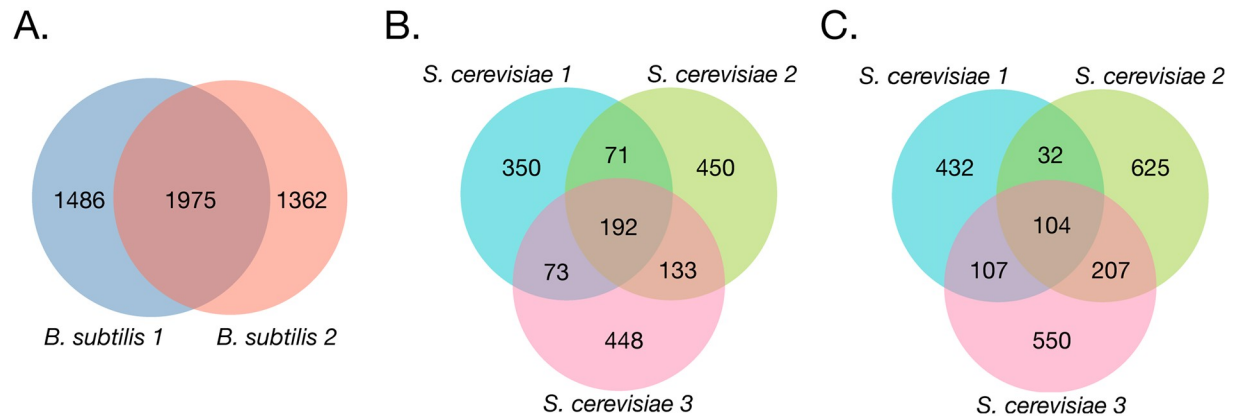 A.
B.
C.
S. cerevisiae 1
S. cerevisiae 2
S. cerevisiae 1
S. cerevisiae 2
1486
1975
1362
350
71
450
192
73
133
448
432
32
625
104
107
207
550
B. subtilis 1
B. subtilis 2
S. cerevisiae 3
S. cerevisiae 3